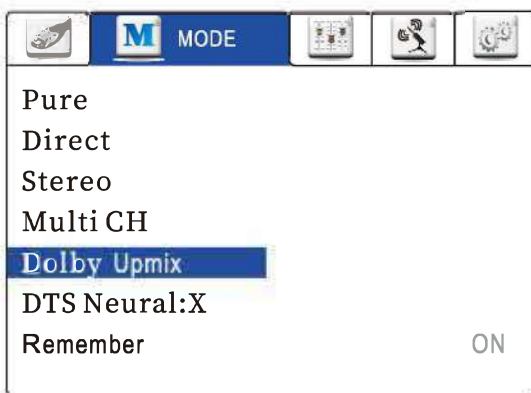 M MODE
Pure
Direct
Stereo
Multi CH
Dolby Upmix
DTS Neural:X
Remember ON